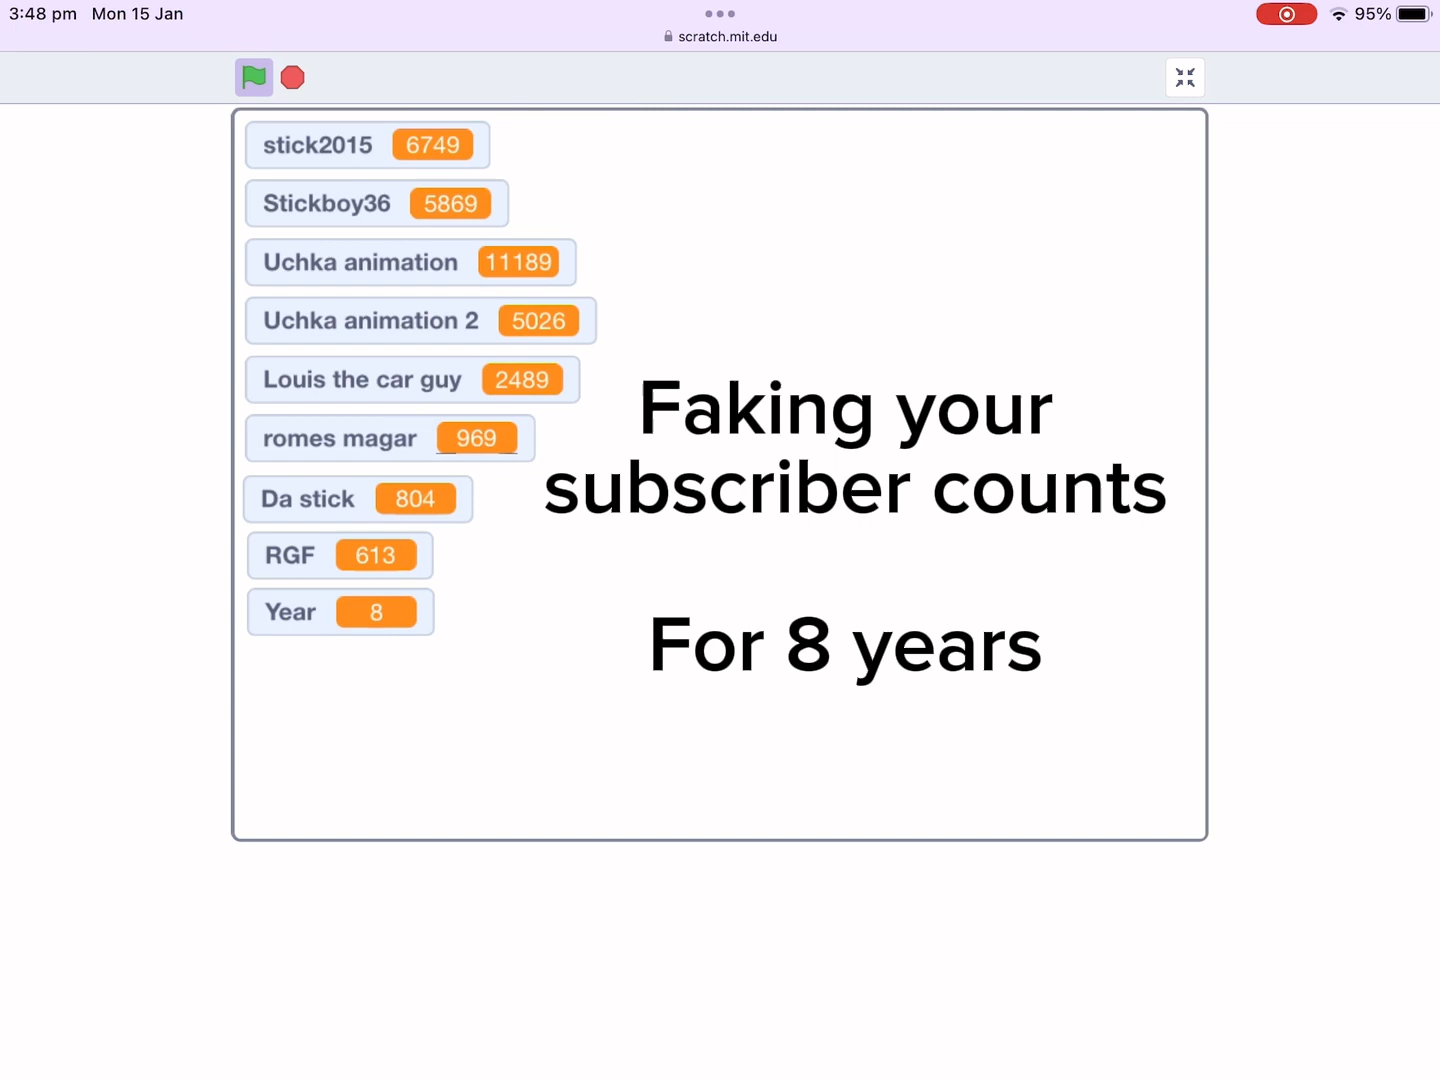 3:48 pm Mon 15 Jan
95%
scratch.mit.edu
stick2015 6749
Stickboy36 5869
Uchka animation 11189
Uchka animation 2 5026
Louis the car guy 2489
romes magar 969
Da stick 804
RGF 613
Year 8
Faking your
subscriber counts
For 8 years